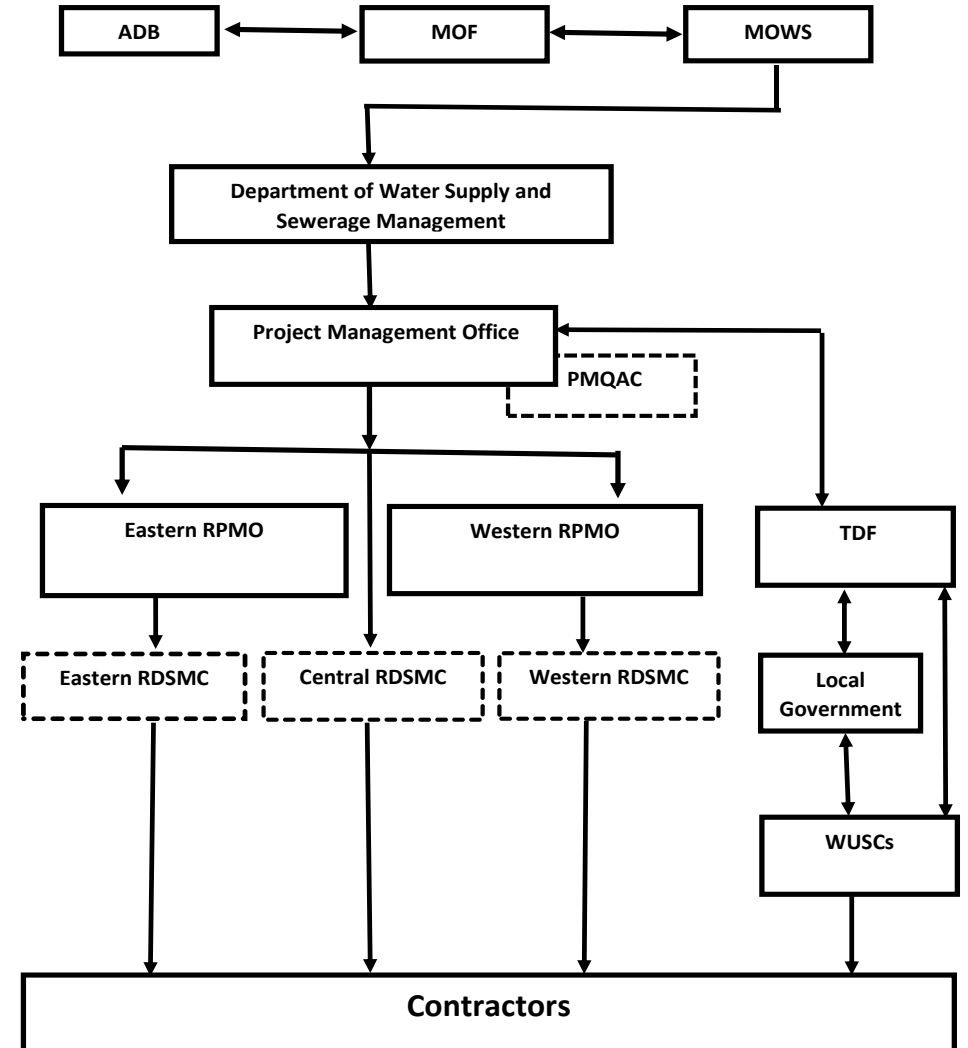 ADB
MOF
MOWS
Department of Water Supply and
Sewerage Management
Project Management Office
PMQAC
Eastern RPMO
Western RPMO
TDF
Eastern RDSMC
Central RDSMC
Western RDSMC
Local
Government
WUSCs
Contractors